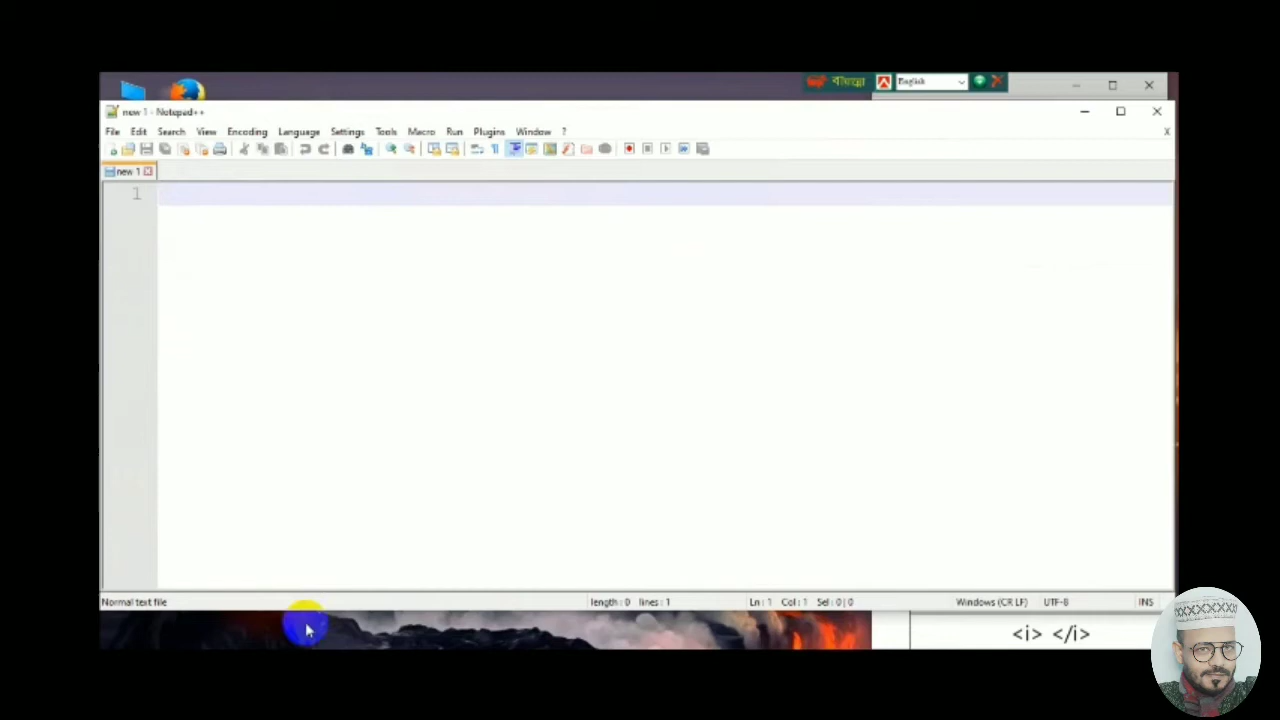 বায়ান্নো English
new 1 - Notepad++
File Edit Search View Encoding Language Settings Tools Macro Run Plugins Window ?
X
new 1
1
Normal text file length : 0 lines : 1 Ln : 1 Col : 1 Sel : 0 | 0 Windows (CR LF) UTF-8 INS
<i> </i>